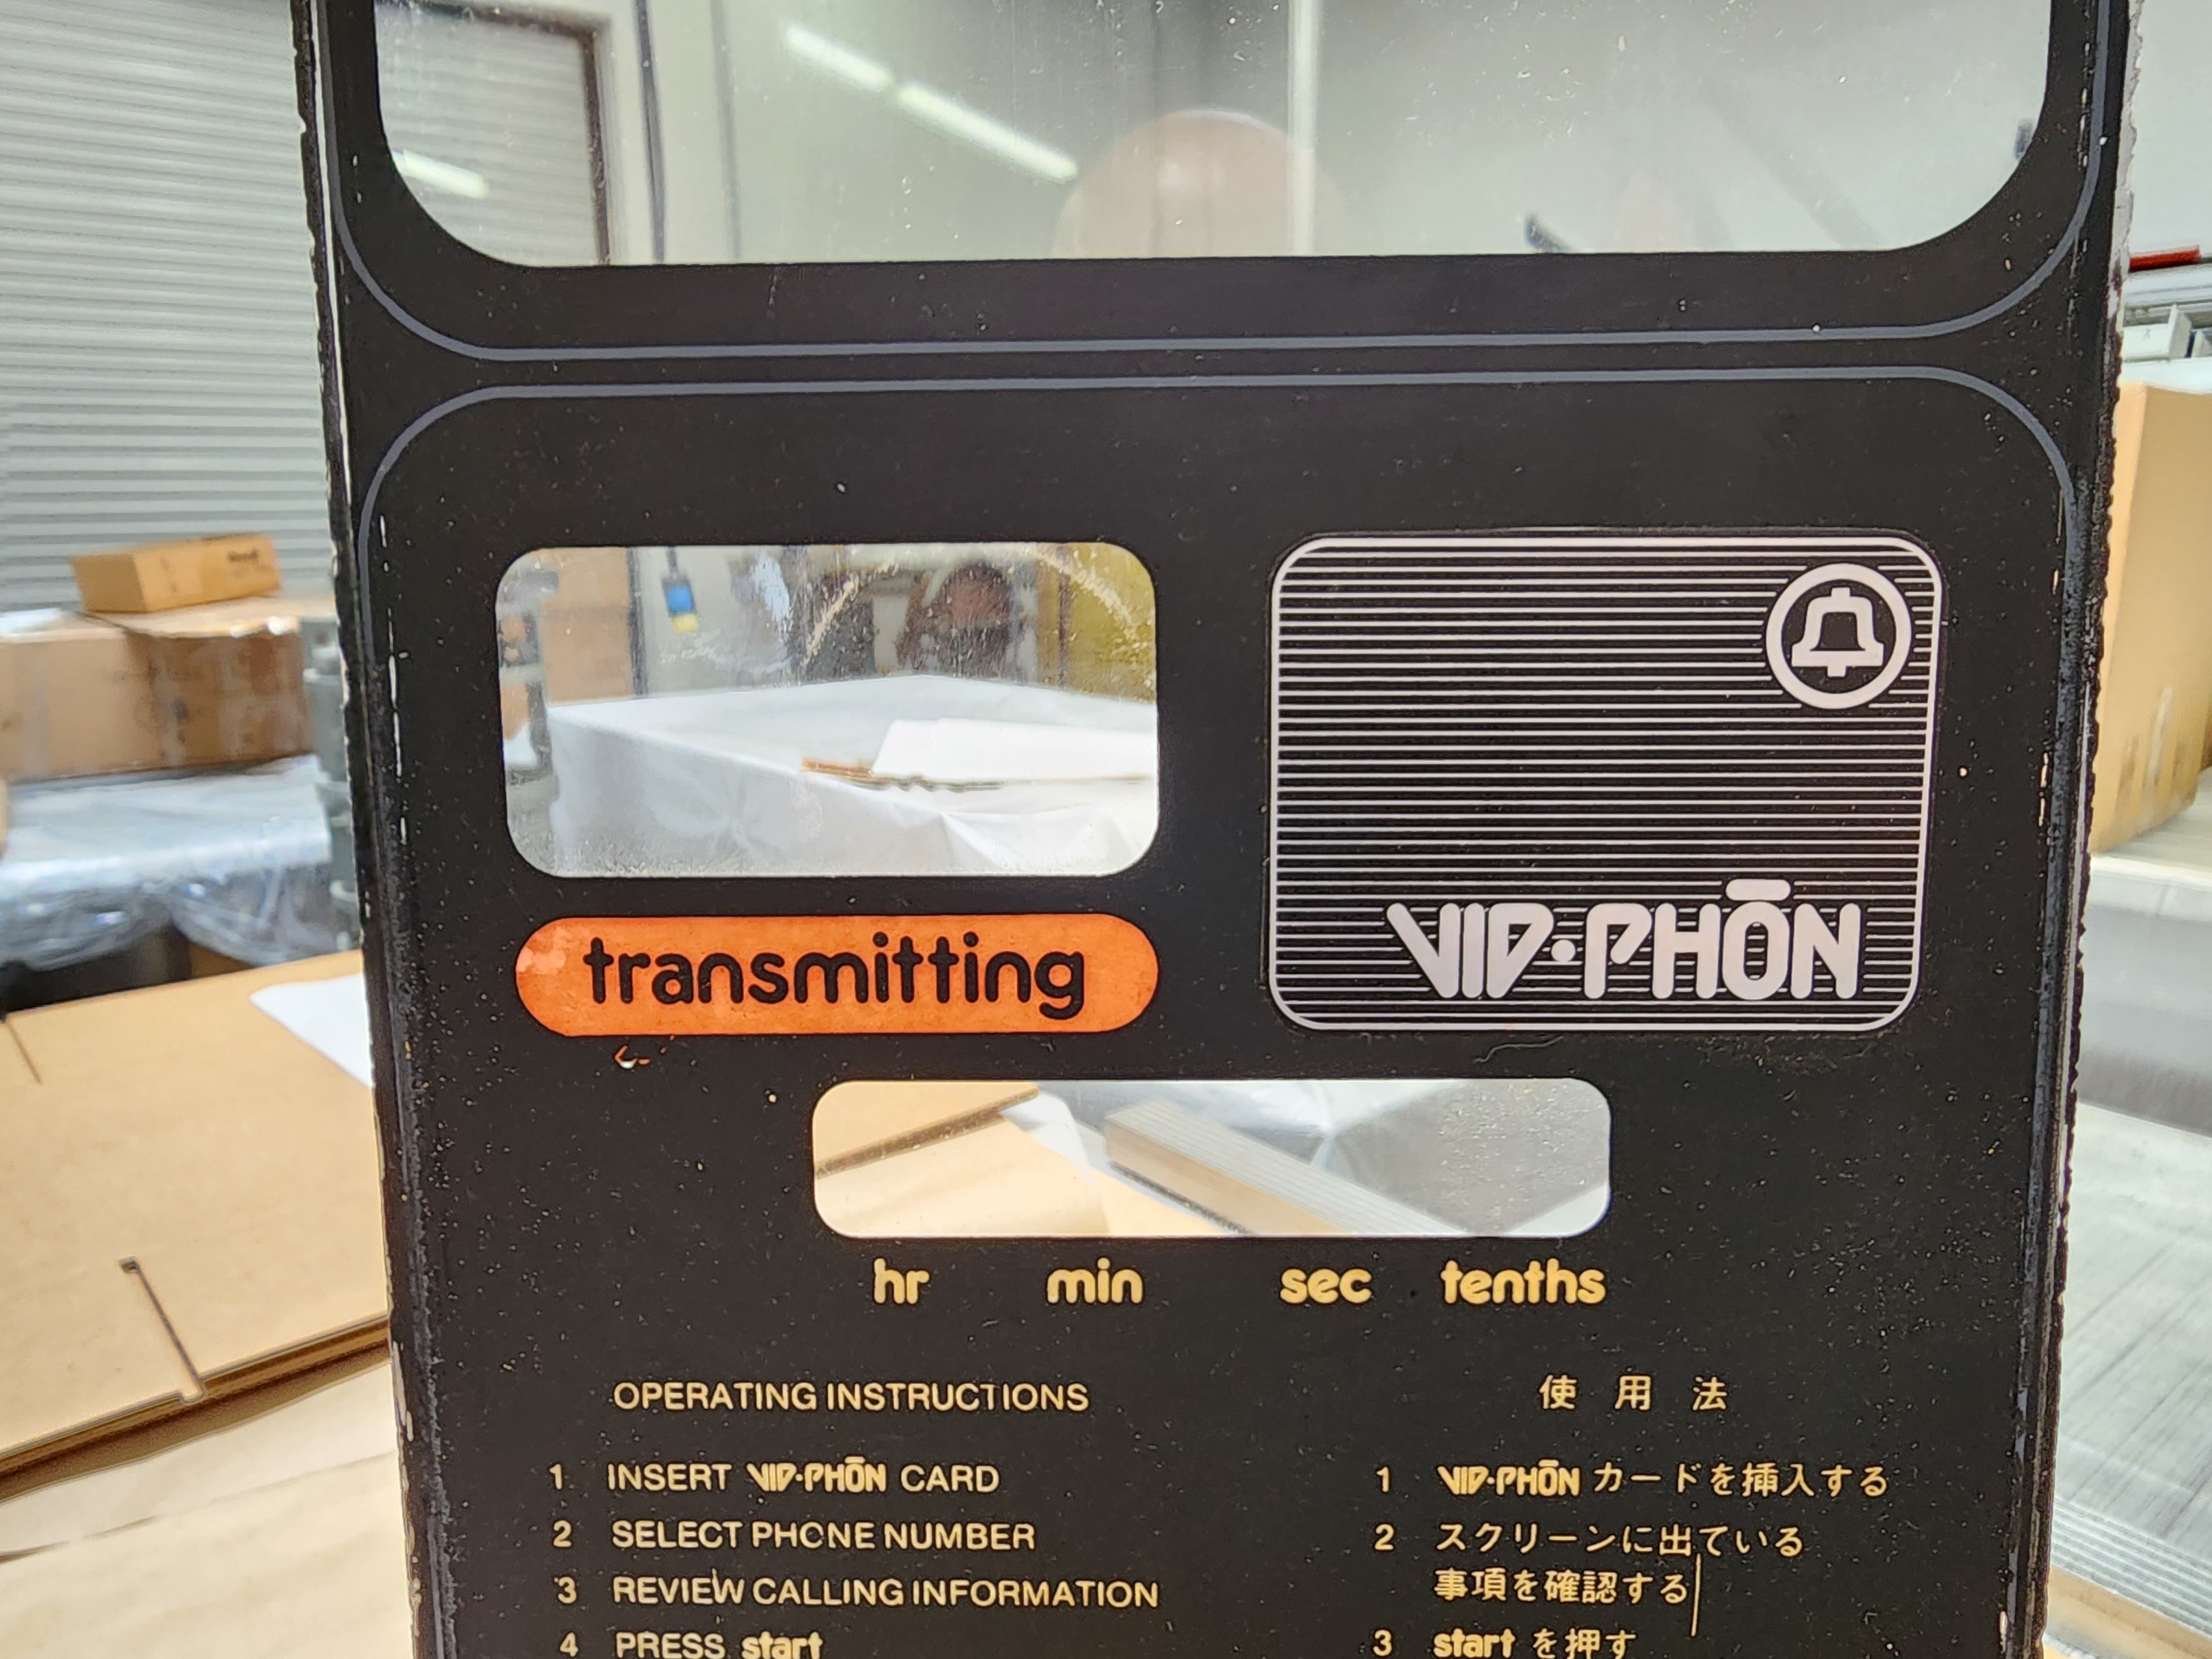 transmitting
VID·PHŌN
hr min sec tenths
OPERATING INSTRUCTIONS
1 INSERT VID·PHŌN CARD
2 SELECT PHONE NUMBER
3 REVIEW CALLING INFORMATION
4 PRESS start
使用法
1 VID·PHŌN カードを挿入する
2 スクリーンに出ている
事項を確認する
3 start を押す